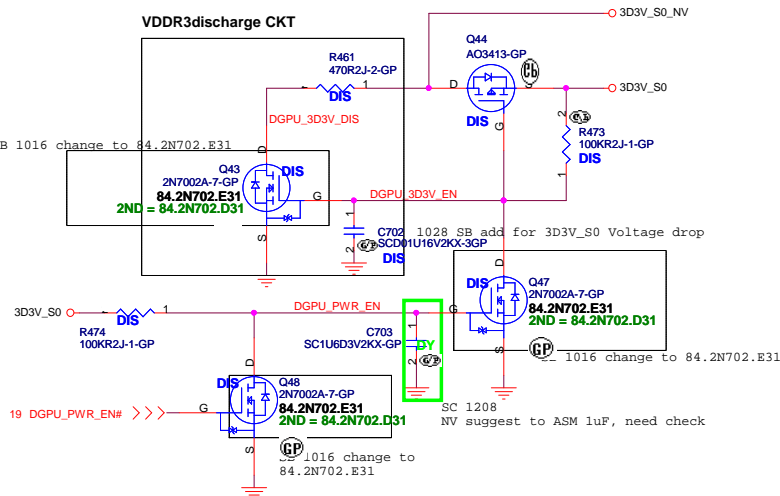 3D3V_S0_NV
VDDR3discharge CKT
Q44
AO3413-GP
R461
470R2J-2-GP
1
DIS
D
S
3D3V_S0
DIS
G
2
R473
100KR2J-1-GP
DIS
1
DGPU_3D3V_DIS
B 1016 change to 84.2N702.E31
D
Q43
2N7002A-7-GP
84.2N702.E31
2ND = 84.2N702.D31
DIS
G
S
DGPU_3D3V_EN
1
C702
SCD01U16V2KX-3GP
2
GP
DIS
1028 SB add for 3D3V_S0 Voltage drop
D
DIS
Q47
2N7002A-7-GP
84.2N702.E31
2ND = 84.2N702.D31
G
S
GP
1016 change to 84.2N702.E31
3D3V_S0
1
DIS
R474
100KR2J-1-GP
DGPU_PWR_EN
C703
SC1U6D3V2KX-GP
1
DY
2
GP
SC 1208
NV suggest to ASM 1uF, need check
D
DIS
Q48
2N7002A-7-GP
84.2N702.E31
2ND = 84.2N702.D31
G
S
GP
19 DGPU_PWR_EN#
1016 change to
84.2N702.E31